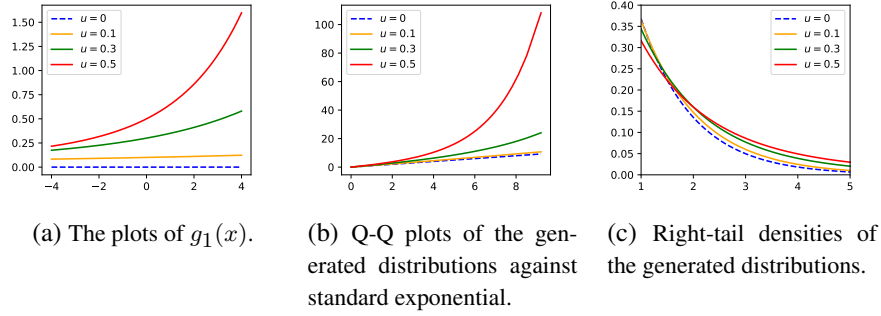 1.50
1.25
1.00
0.75
0.50
0.25
0.00
−4 −2 0 2 4
u = 0
u = 0.1
u = 0.3
u = 0.5
(a) The plots of g1(x).
100
80
60
40
20
0
0 2 4 6 8
u = 0
u = 0.1
u = 0.3
u = 0.5
(b) Q-Q plots of the gen-
erated distributions against
standard exponential.
0.40
0.35
0.30
0.25
0.20
0.15
0.10
0.05
0.00
1 2 3 4 5
u = 0
u = 0.1
u = 0.3
u = 0.5
(c) Right-tail densities of
the generated distributions.